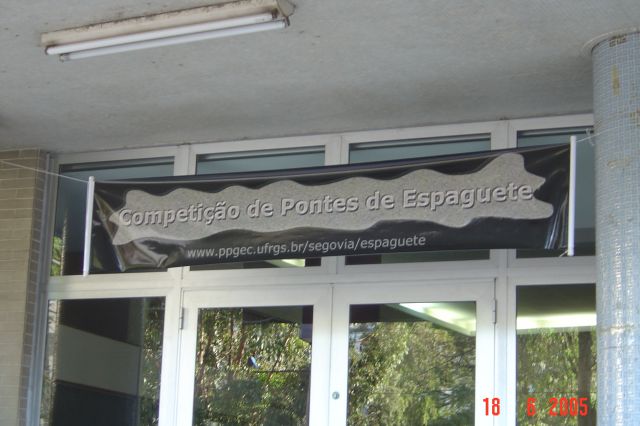 Competição de Pontes de Espaguete
www.ppgec.ufrgs.br/segovia/espaguete
18 6 2005